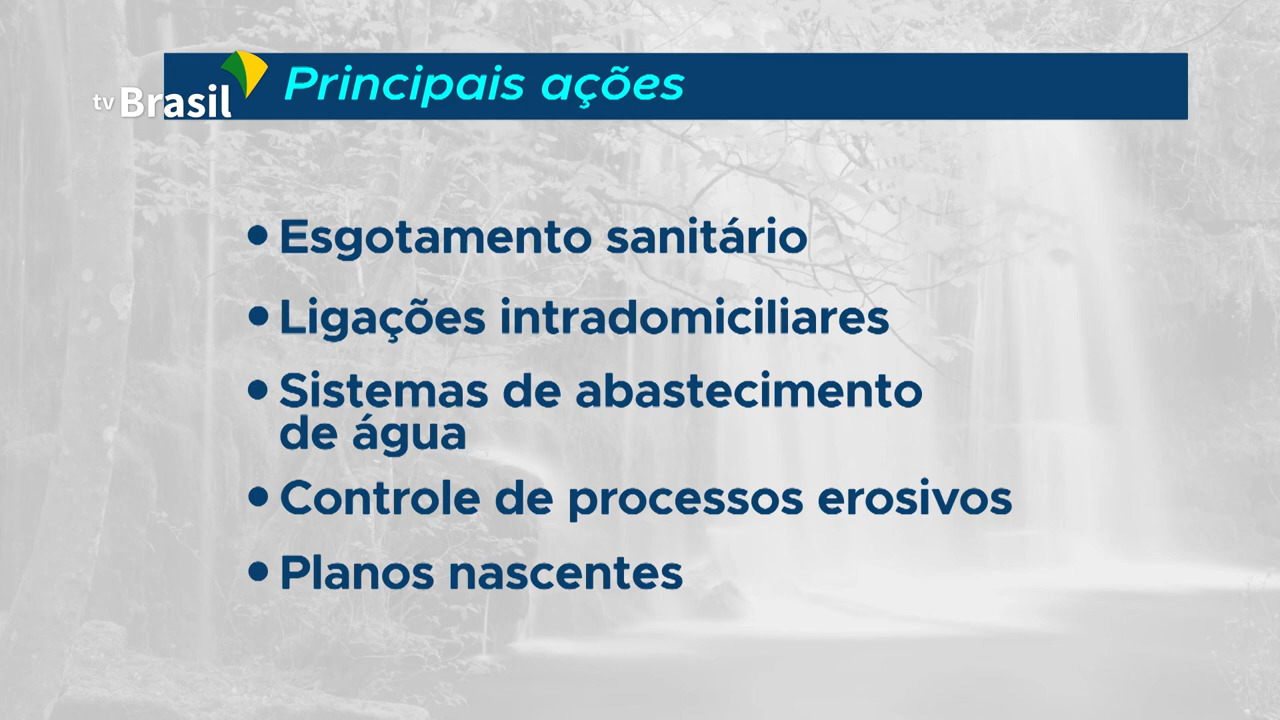 tv Brasil
Principais ações
• Esgotamento sanitário
• Ligações intradomiciliares
• Sistemas de abastecimento
de água
• Controle de processos erosivos
• Planos nascentes